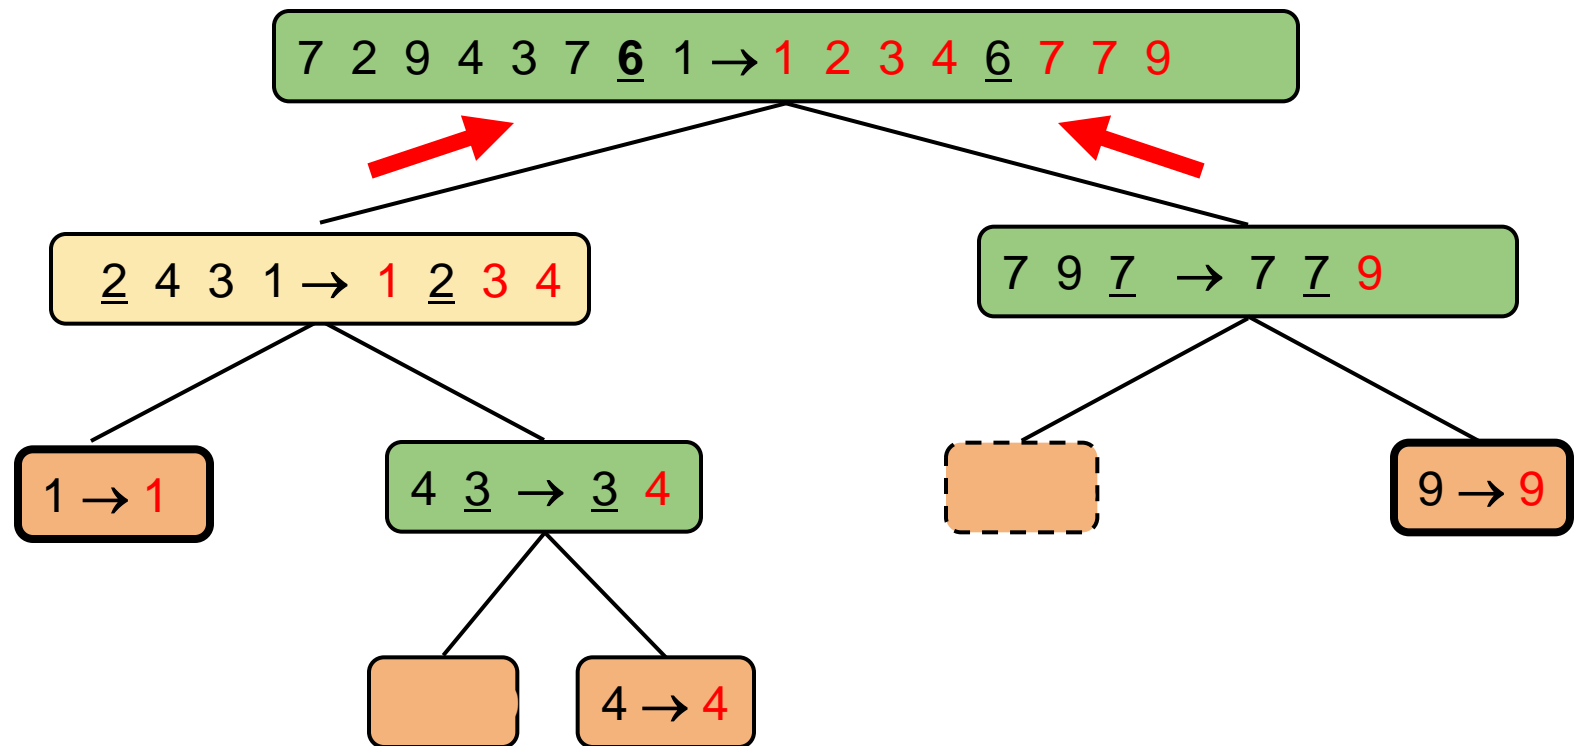 7 2 9 4 3 7 6 1 → 1 2 3 4 6 7 7 9
2 4 3 1 → 1 2 3 4
7 9 7 → 7 7 9
1 → 1
4 3 → 3 4
9 → 9
4 → 4